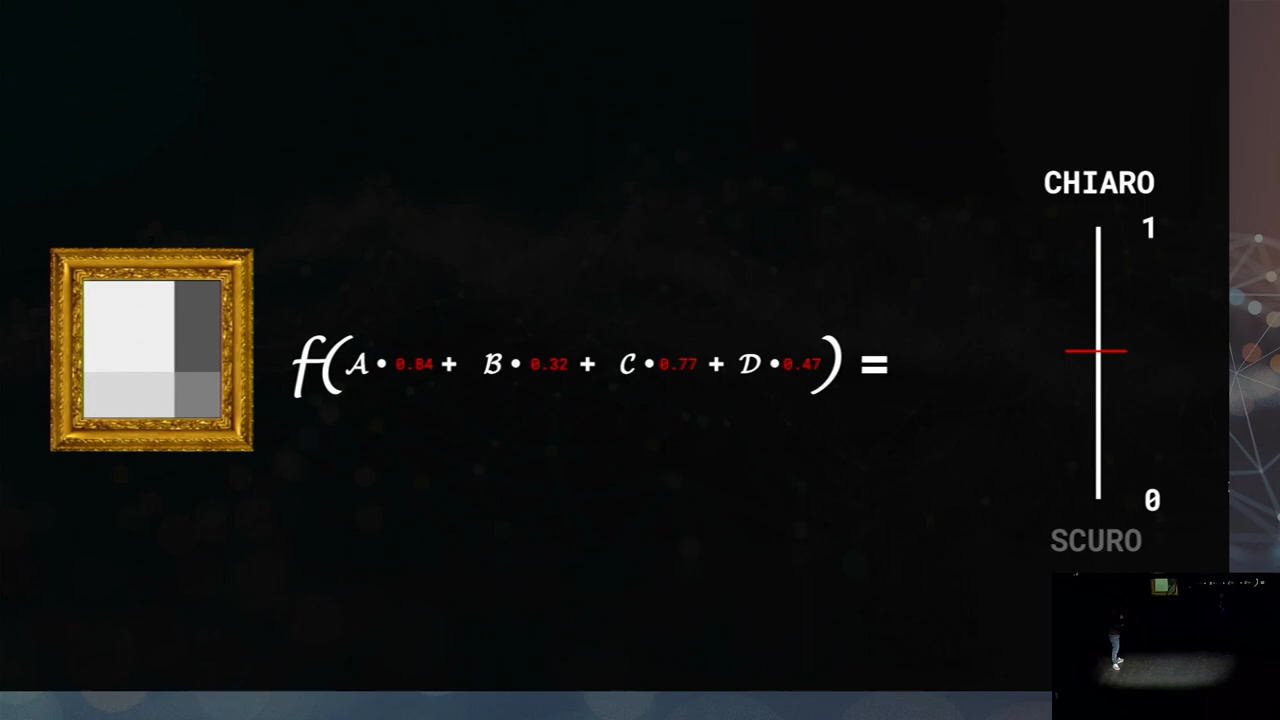 CHIARO
1
f(A • 0.84 + B • 0.32 + C • 0.77 + D • 0.47) =
0
SCURO